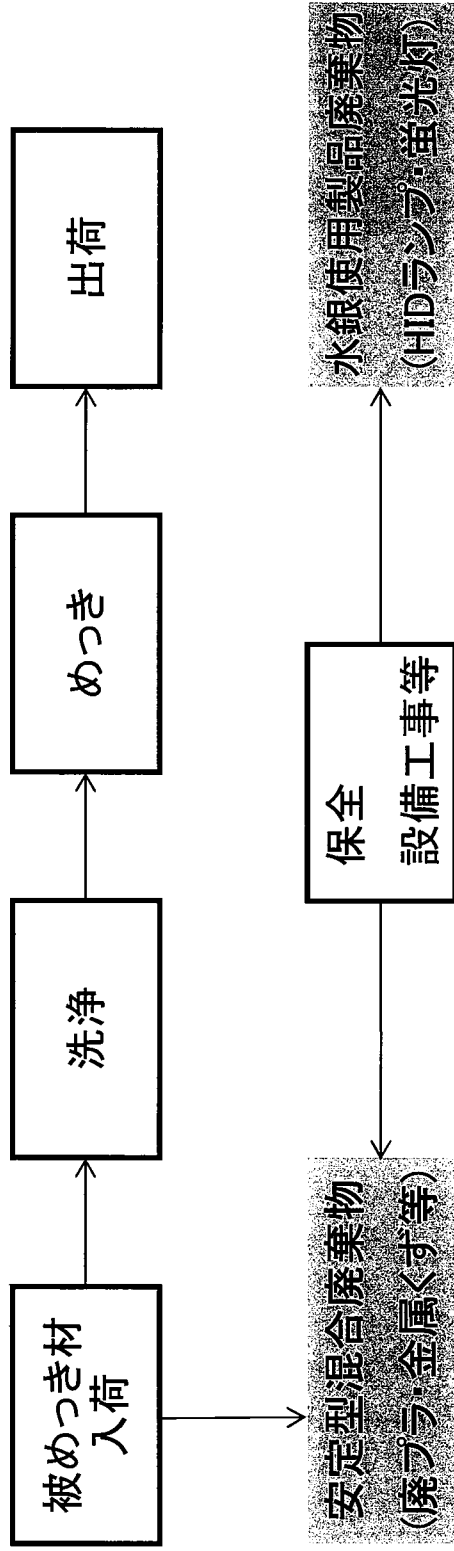 被めっき材
入荷
洗浄
めっき
出荷
安定型混合廃棄物
(廃プラ・金属くず等)
保全
設備工事等
水銀使用製品廃棄物
(HIDランプ・蛍光灯)